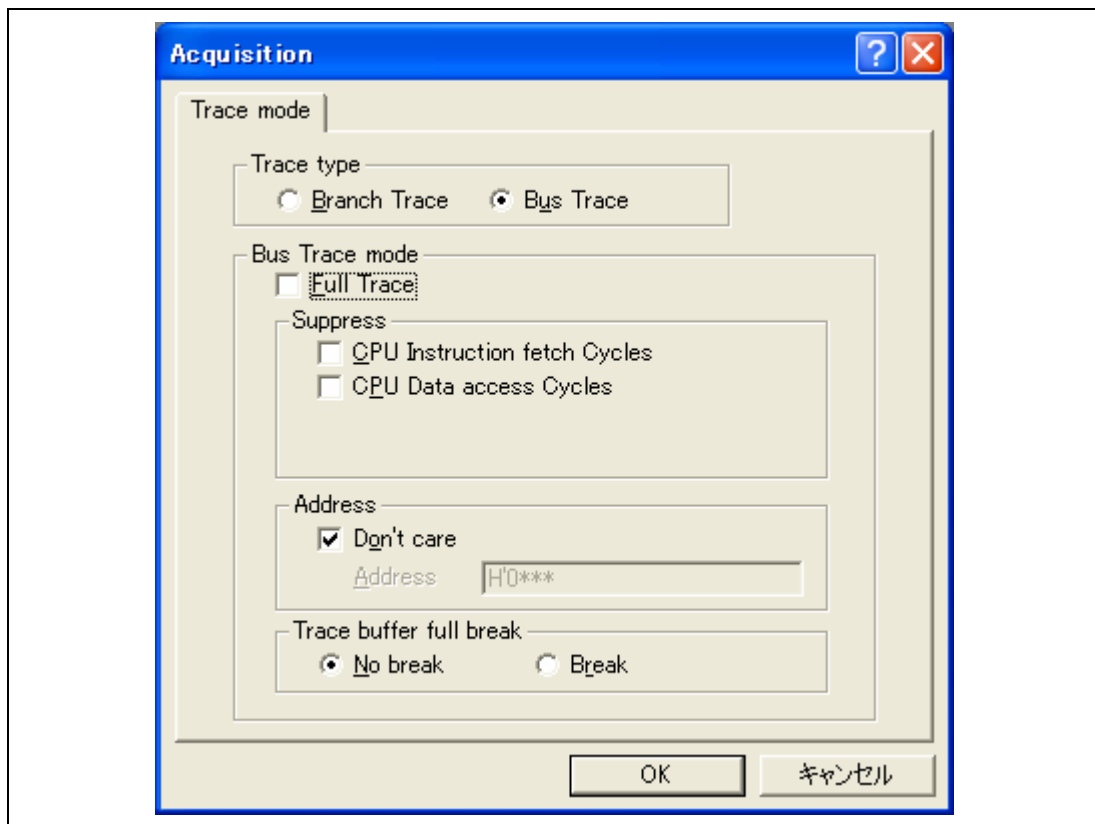 Acquisition
Trace mode
Trace type
Branch Trace Bus Trace
Bus Trace mode
Full Trace
Suppress
CPU Instruction fetch Cycles
CPU Data access Cycles
Address
Don't care
Address H'0***
Trace buffer full break
No break Break
OK キャンセル